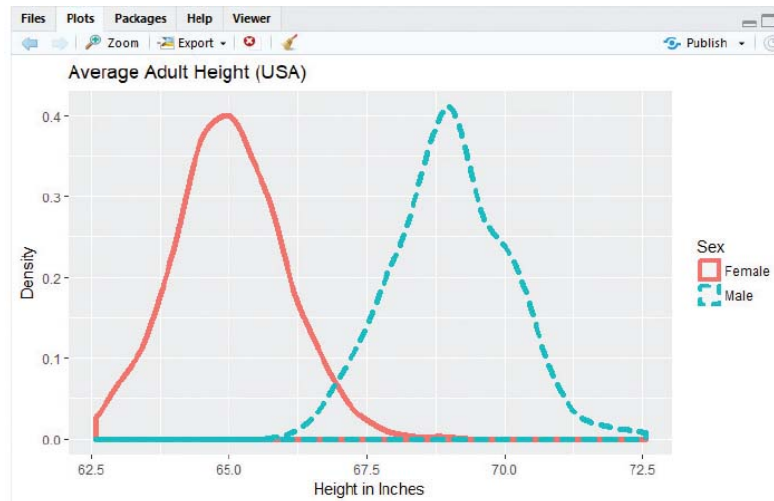 Files Plots Packages Help Viewer
Zoom Export Publish
Average Adult Height (USA)
0.4
0.3
0.2
0.1
0.0
Density
62.5 65.0 67.5 70.0 72.5
Height in Inches
Sex
Female
Male